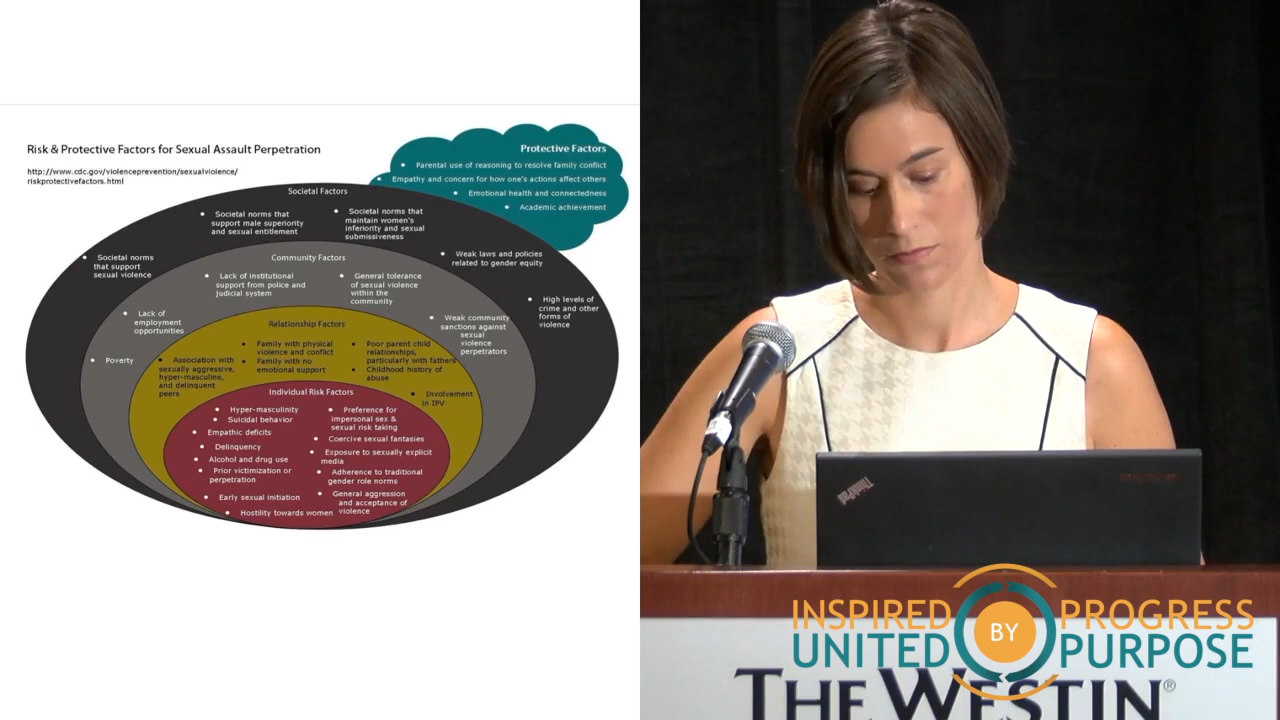 Risk & Protective Factors for Sexual Assault Perpetration
http://www.cdc.gov/violenceprevention/sexualviolence/
riskprotectivefactors.html
Protective Factors
• Parental use of reasoning to resolve family conflict
• Empathy and concern for how one's actions affect others
• Emotional health and connectedness
• Academic achievement
Societal Factors
• Societal norms that
support male superiority
and sexual entitlement
• Societal norms that
maintain women's
inferiority and sexual
submissiveness
• Societal norms
that support
sexual violence
• Weak laws and policies
related to gender equity
• High levels of
crime and other
forms of
violence
Community Factors
• Lack of institutional
support from police and
judicial system
• General tolerance
of sexual violence
within the
community
• Lack of
employment
opportunities
• Weak community
sanctions against
sexual
violence
perpetrators
• Poverty
Relationship Factors
• Family with physical
violence and conflict
• Family with no
emotional support
• Poor parent child
relationships,
particularly with fathers
• Childhood history of
abuse
• Association with
sexually aggressive,
hyper-masculine,
and delinquent
peers
• Involvement
in IPV
Individual Risk Factors
• Hyper-masculinity
• Suicidal behavior
• Empathic deficits
• Delinquency
• Alcohol and drug use
• Prior victimization or
perpetration
• Early sexual initiation
• Hostility towards women
• Preference for
impersonal sex &
sexual risk taking
• Coercive sexual fantasies
• Exposure to sexually explicit
media
• Adherence to traditional
gender role norms
• General aggression
and acceptance of
violence
ThinkPad
INSPIRED BY PROGRESS
UNITED PURPOSE
THE WESTIN®